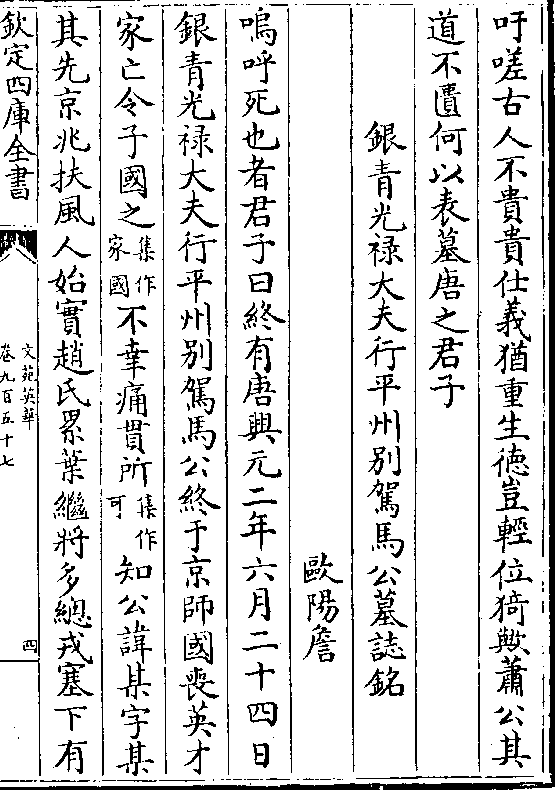 吁嗟古人不貴貴仕義猶重生徳豈輕位猗歟蕭公其
道不匱何以表墓唐之君子
銀青光禄大夫行平州别駕馬公墓誌銘
歐陽詹
嗚呼死也者君子曰終有唐興元二年六月二十四日
銀青光禄大夫行平州别駕馬公終于京師國喪英才
家亡令子國之集作家國不幸痛貫所集作可知公諱某字某
其先京兆扶風人始實趙氏累葉繼將多總戎塞下有
欽定四庫全書
文苑英華
卷九百五十七
四